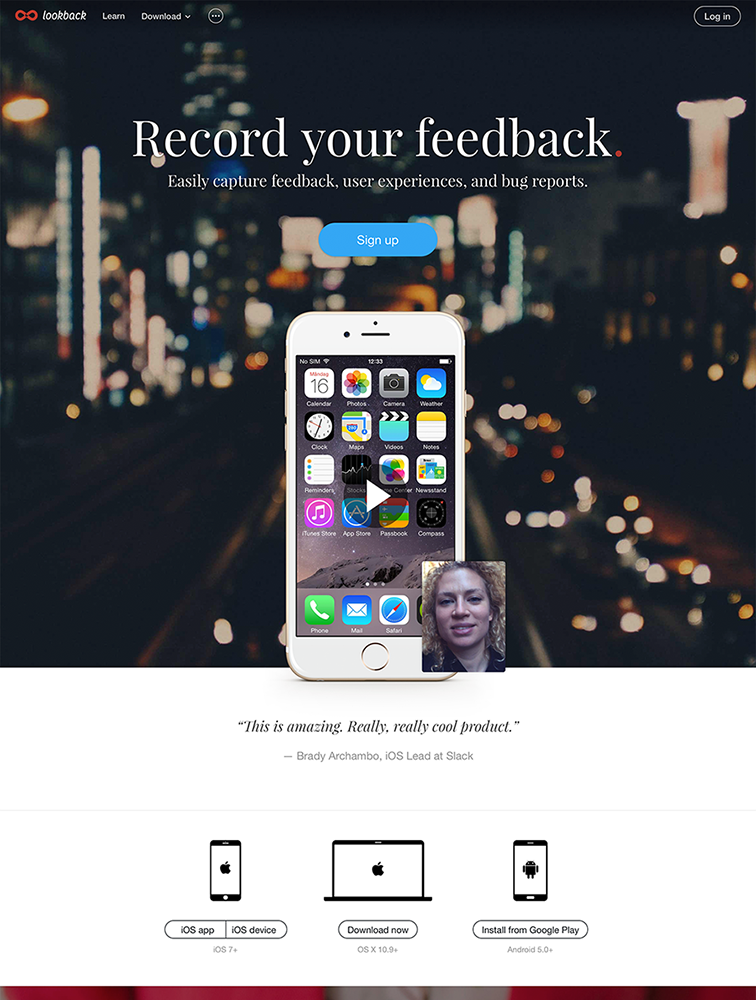 lookback Learn Download Log in
Record your feedback.
Easily capture feedback, user experiences, and bug reports.
Sign up
No SIM 12:33
Måndag
16
Calendar Photos Camera Weather
Clock Maps Videos Notes
Reminders Stocks Game Center Newsstand
iTunes Store App Store Passbook Compass
Phone Mail Safari
“This is amazing. Really, really cool product.”
— Brady Archambo, iOS Lead at Slack
iOS app iOS device Download now Install from Google Play
iOS 7+ OS X 10.9+ Android 5.0+